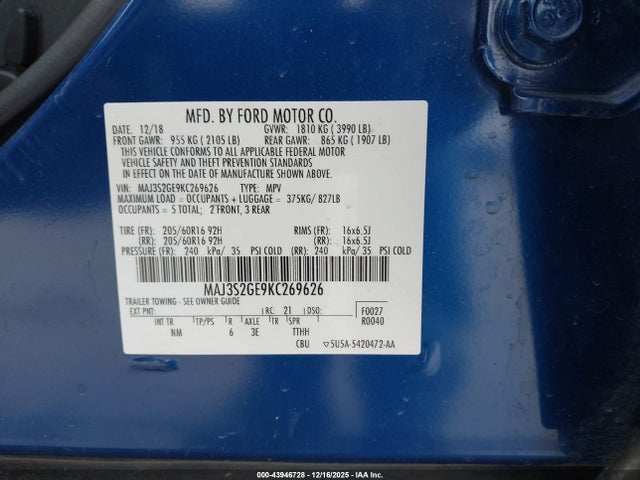 MFD. BY FORD MOTOR CO.
DATE: 12/18 GVWR: 1810 KG ( 3990 LB)
FRONT GAWR: 955 KG ( 2105 LB) REAR GAWR: 865 KG ( 1907 LB)
THIS VEHICLE CONFORMS TO ALL APPLICABLE FEDERAL MOTOR
VEHICLE SAFETY AND THEFT PREVENTION STANDARDS
IN EFFECT ON THE DATE OF MANUFACTURE SHOWN ABOVE.
VIN: MAJ3S2GE9KC269626 TYPE: MPV
MAXIMUM LOAD = OCCUPANTS + LUGGAGE = 375KG/ 827LB
OCCUPANTS = 5 TOTAL; 2 FRONT, 3 REAR
TIRE (FR): 205/60R16 92H RIMS (FR): 16x6.5J
(RR): 205/60R16 92H (RR): 16x6.5J
PRESSURE (FR): 240 kPa/ 35 PSI COLD (RR): 240 kPa/ 35 PSI COLD
MAJ3S2GE9KC269626
TRAILER TOWING - SEE OWNER GUIDE
EXT PNT: RC: 21 DSO: F0027
R0040
INT TR TP/PS R AXLE TR SPR
NM 6 3E TTHH
CBU ▽5U5A-5420472-AA
000-43946728 - 12/16/2025 - IAA Inc.